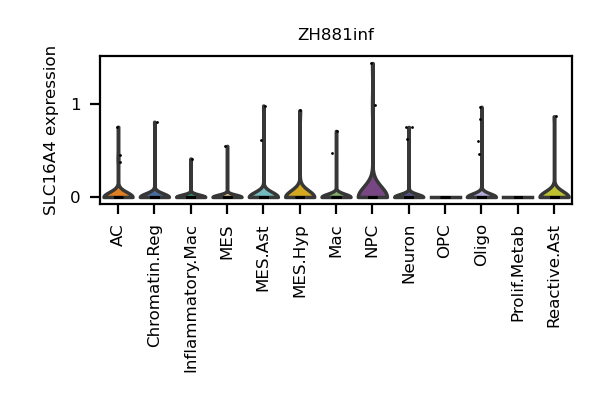 ZH881inf
SLC16A4 expression
1
0
AC
Chromatin.Reg
Inflammatory.Mac
MES
MES.Ast
MES.Hyp
Mac
NPC
Neuron
OPC
Oligo
Prolif.Metab
Reactive.Ast